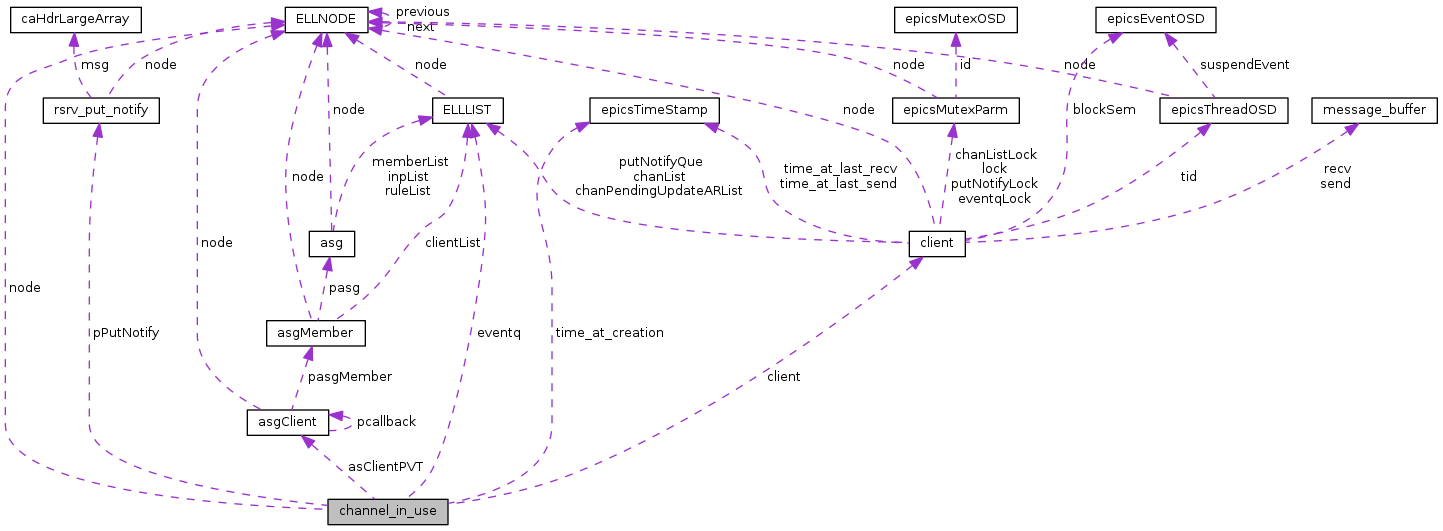 caHdrLargeArray
ELLNODE
previous
next
epicsMutexOSD
epicsEventOSD
msg
node
node
id
node
suspendEvent
rsrv_put_notify
node
ELLLIST
epicsTimeStamp
node
epicsMutexParm
blockSem
epicsThreadOSD
message_buffer
node
memberList
inpList
ruleList
putNotifyQue
chanList
chanPendingUpdateARList
time_at_last_recv
time_at_last_send
chanListLock
lock
putNotifyLock
eventqLock
tid
recv
send
node
asg
clientList
client
node
pasg
pPutNotify
asgMember
eventq
time_at_creation
pasgMember
client
asgClient
pcallback
asClientPVT
channel_in_use